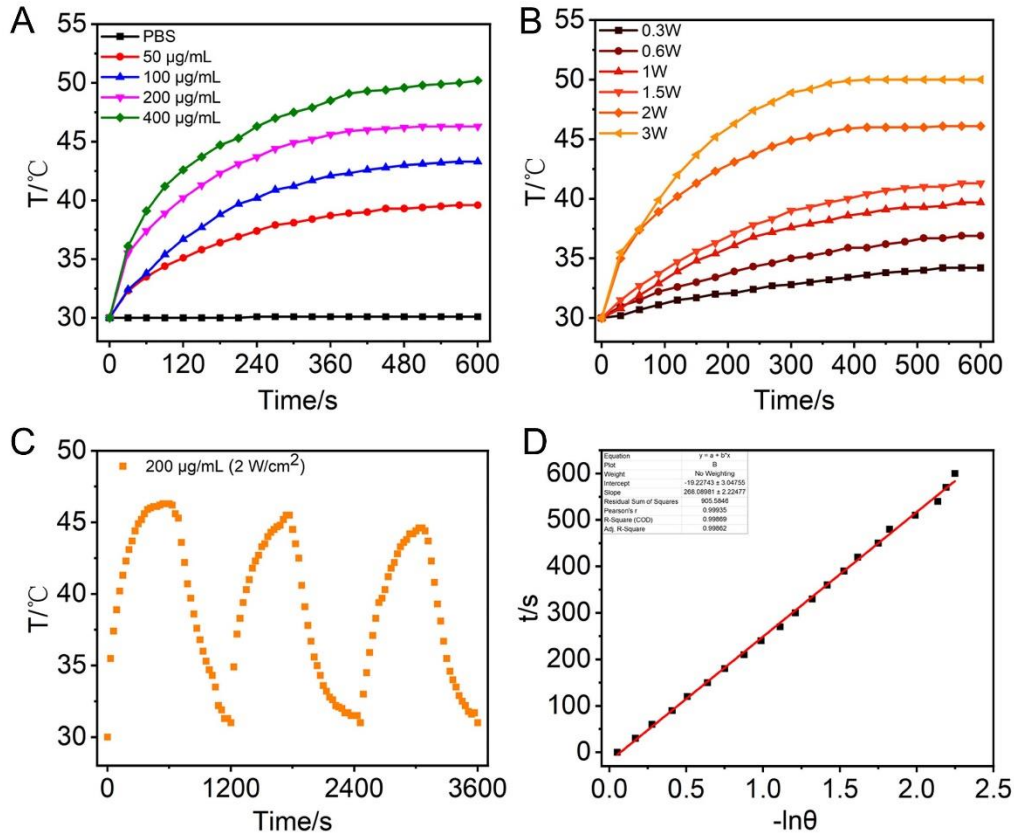 A
55
50
45
40
35
30
T/℃
PBS
50 µg/mL
100 µg/mL
200 µg/mL
400 µg/mL
0 120 240 360 480 600
Time/s
B
55
50
45
40
35
30
T/℃
0.3W
0.6W
1W
1.5W
2W
3W
0 100 200 300 400 500 600
Time/s
C
50
45
40
35
30
T/℃
200 µg/mL (2 W/cm²)
0 1200 2400 3600
Time/s
D
Equation y = a + b*x
Plot B
Weight No Weighting
Intercept -19.22743 ± 3.04755
Slope 268.08981 ± 2.22477
Residual Sum of Squares 905.5848
Pearson's r 0.99935
R-Square (COD) 0.99869
Adj. R-Square 0.99862
600
500
400
300
200
100
0
t/s
0.0 0.5 1.0 1.5 2.0 2.5
-lnθ